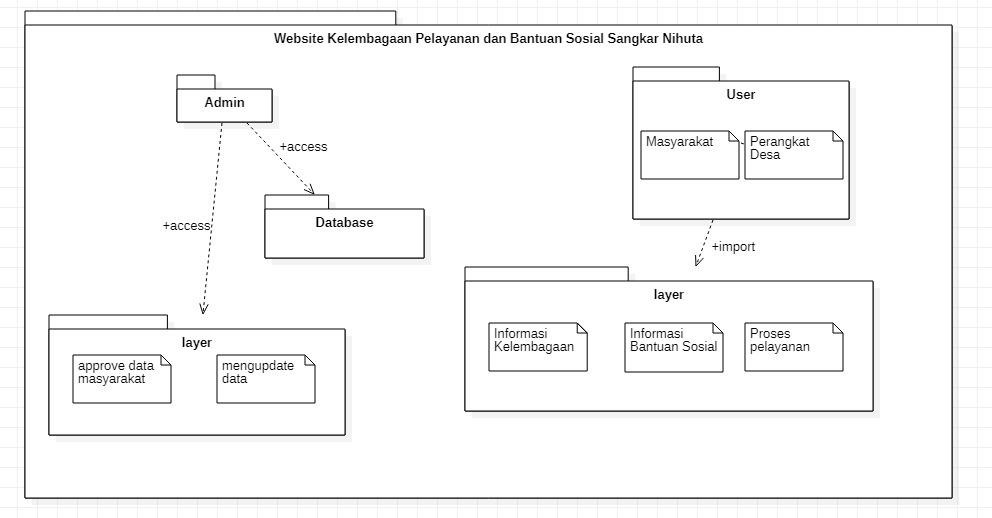 Website Kelembagaan Pelayanan dan Bantuan Sosial Sangkar Nihuta
Admin
+access
+access
Database
layer
approve data
masyarakat
mengupdate
data
User
Masyarakat
Perangkat
Desa
+import
layer
Informasi
Kelembagaan
Informasi
Bantuan Sosial
Proses
pelayanan